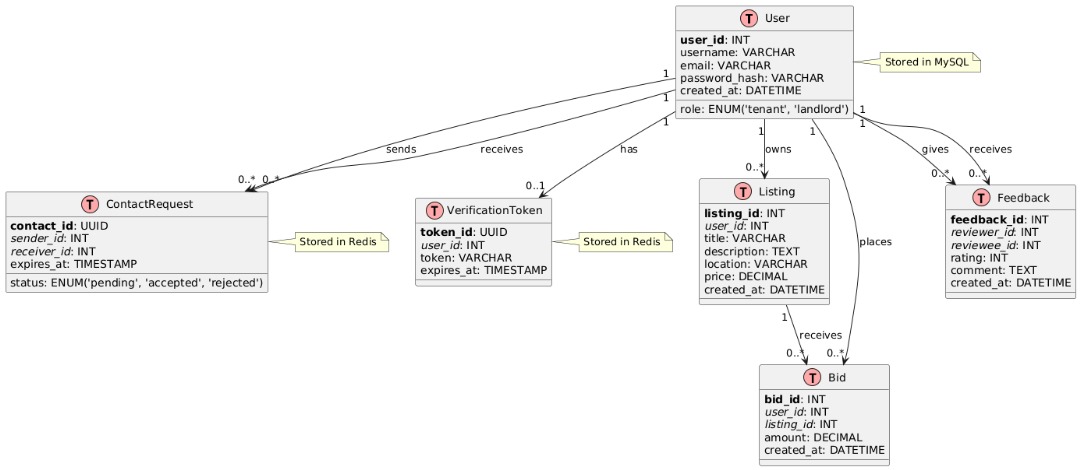 T User
user_id: INT
username: VARCHAR
email: VARCHAR
password_hash: VARCHAR
created_at: DATETIME
role: ENUM('tenant', 'landlord')
Stored in MySQL
1
1
1
1
1
1
1
sends
receives
has
owns
places
gives
receives
0..*
0..*
0..1
0..*
0..*
0..*
T ContactRequest
contact_id: UUID
sender_id: INT
receiver_id: INT
expires_at: TIMESTAMP
status: ENUM('pending', 'accepted', 'rejected')
Stored in Redis
T VerificationToken
token_id: UUID
user_id: INT
token: VARCHAR
expires_at: TIMESTAMP
Stored in Redis
T Listing
listing_id: INT
user_id: INT
title: VARCHAR
description: TEXT
location: VARCHAR
price: DECIMAL
created_at: DATETIME
T Feedback
feedback_id: INT
reviewer_id: INT
reviewee_id: INT
rating: INT
comment: TEXT
created_at: DATETIME
1
receives
0..*
0..*
T Bid
bid_id: INT
user_id: INT
listing_id: INT
amount: DECIMAL
created_at: DATETIME